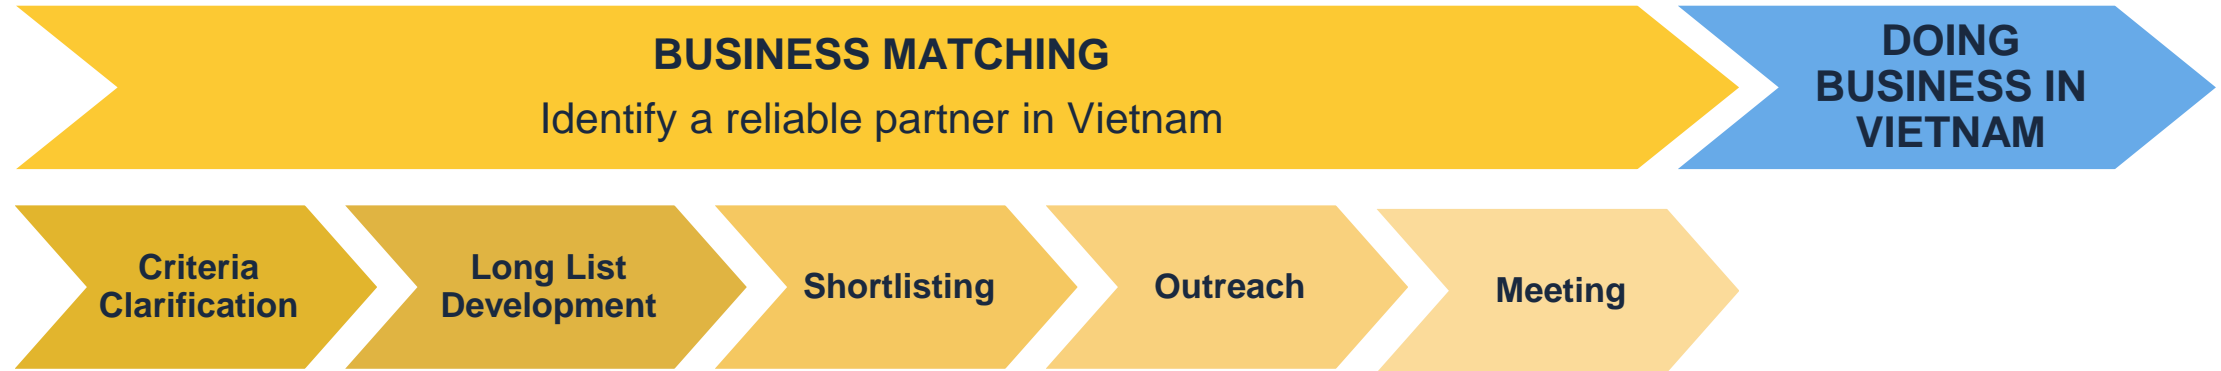 BUSINESS MATCHING
Identify a reliable partner in Vietnam
DOING
BUSINESS IN
VIETNAM
Criteria
Clarification
Long List
Development
Shortlisting
Outreach
Meeting